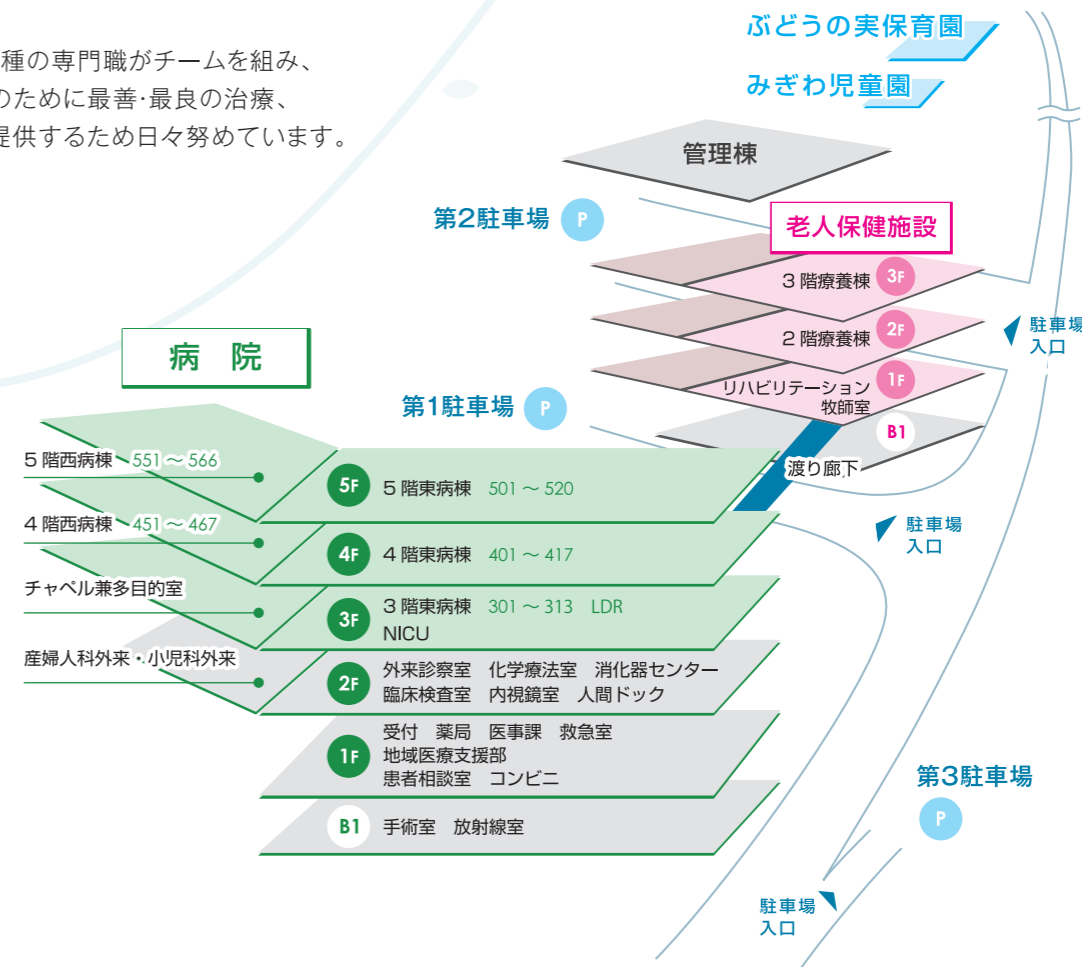 種の専門職がチームを組み、
のために最善・最良の治療、
提供するため日々努めています。
ぶどうの実保育園
みぎわ児童園
管理棟
第2駐車場 P
老人保健施設
3階療養棟 3F
2階療養棟 2F
リハビリテーション 1F
牧師室
B1
渡り廊下
駐車場
入口
病 院
第1駐車場 P
5階西病棟 551〜566
5F 5階東病棟 501〜520
4階西病棟 451〜467
4F 4階東病棟 401〜417
チャペル兼多目的室
3F 3階東病棟 301〜313 LDR
NICU
産婦人科外来・小児科外来
2F 外来診察室 化学療法室 消化器センター
臨床検査室 内視鏡室 人間ドック
1F 受付 薬局 医事課 救急室
地域医療支援部
患者相談室 コンビニ
B1 手術室 放射線室
駐車場
入口
第3駐車場
P
駐車場
入口